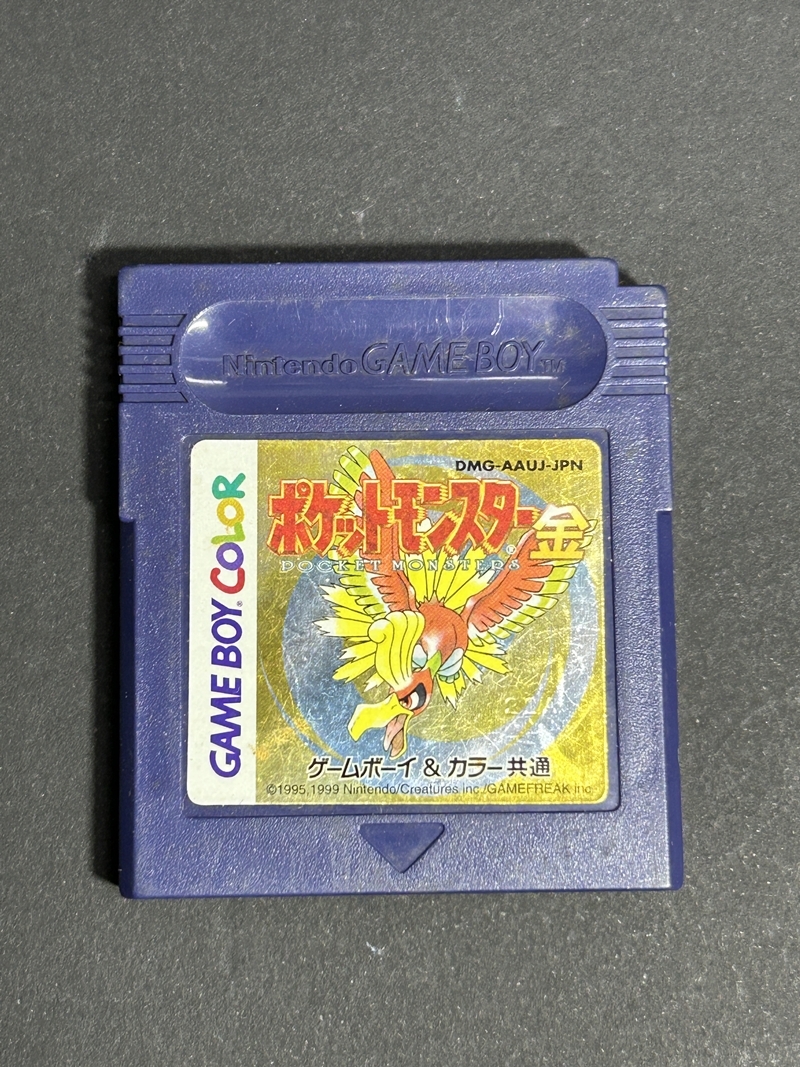 Nintendo GAME BOY™
GAME BOY COLOR
DMG-AAUJ-JPN
ポケットモンスター金
POCKET MONSTERS
ゲームボーイ & カラー共通
©1995,1999 Nintendo/Creatures inc./GAMEFREAK inc.